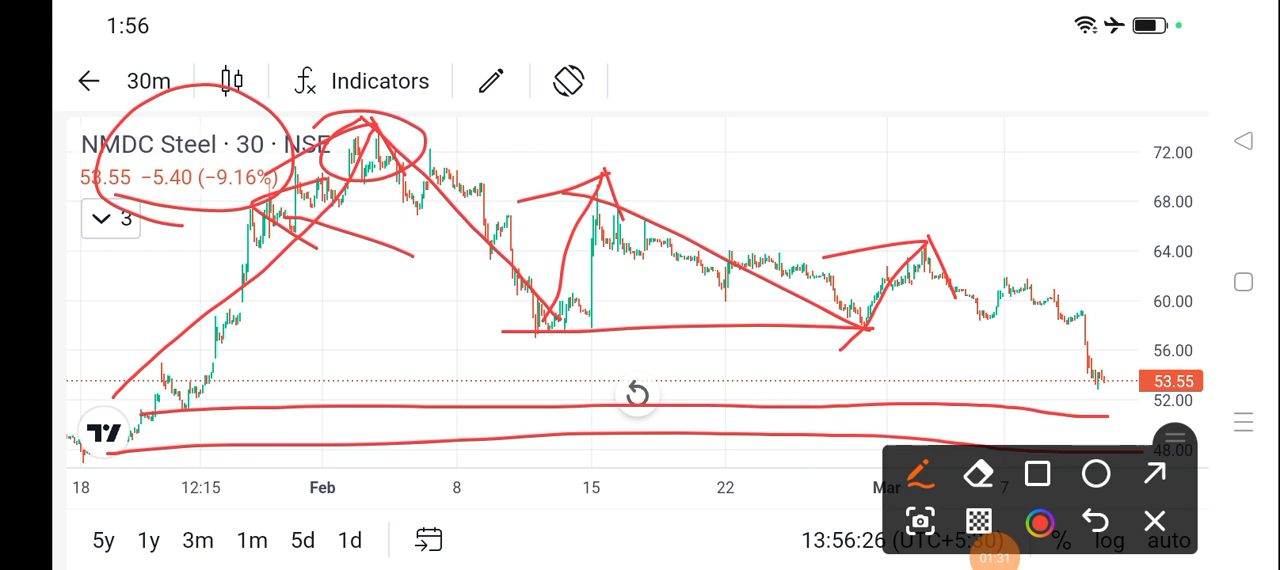 1:56
30m
Indicators
NMDC Steel · 30 · NSE
53.55 −5.40 (−9.16%)
3
72.00
68.00
64.00
60.00
56.00
53.55
52.00
48.00
18 12:15 Feb 8 15 22 Mar 7
5y 1y 3m 1m 5d 1d
13:56:26 (UTC+5:30) % log auto
01:31